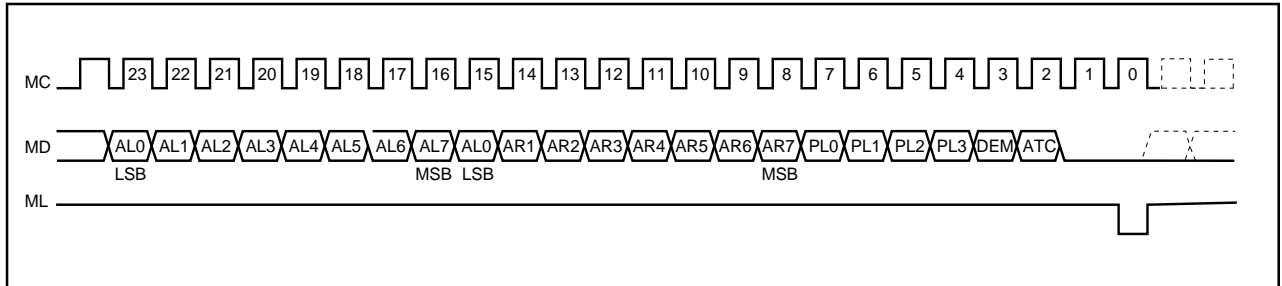 MC 23 22 21 20 19 18 17 16 15 14 13 12 11 10 9 8 7 6 5 4 3 2 1 0
MD AL0 AL1 AL2 AL3 AL4 AL5 AL6 AL7 AL0 AR1 AR2 AR3 AR4 AR5 AR6 AR7 PL0 PL1 PL2 PL3 DEM ATC
LSB MSB LSB MSB
ML